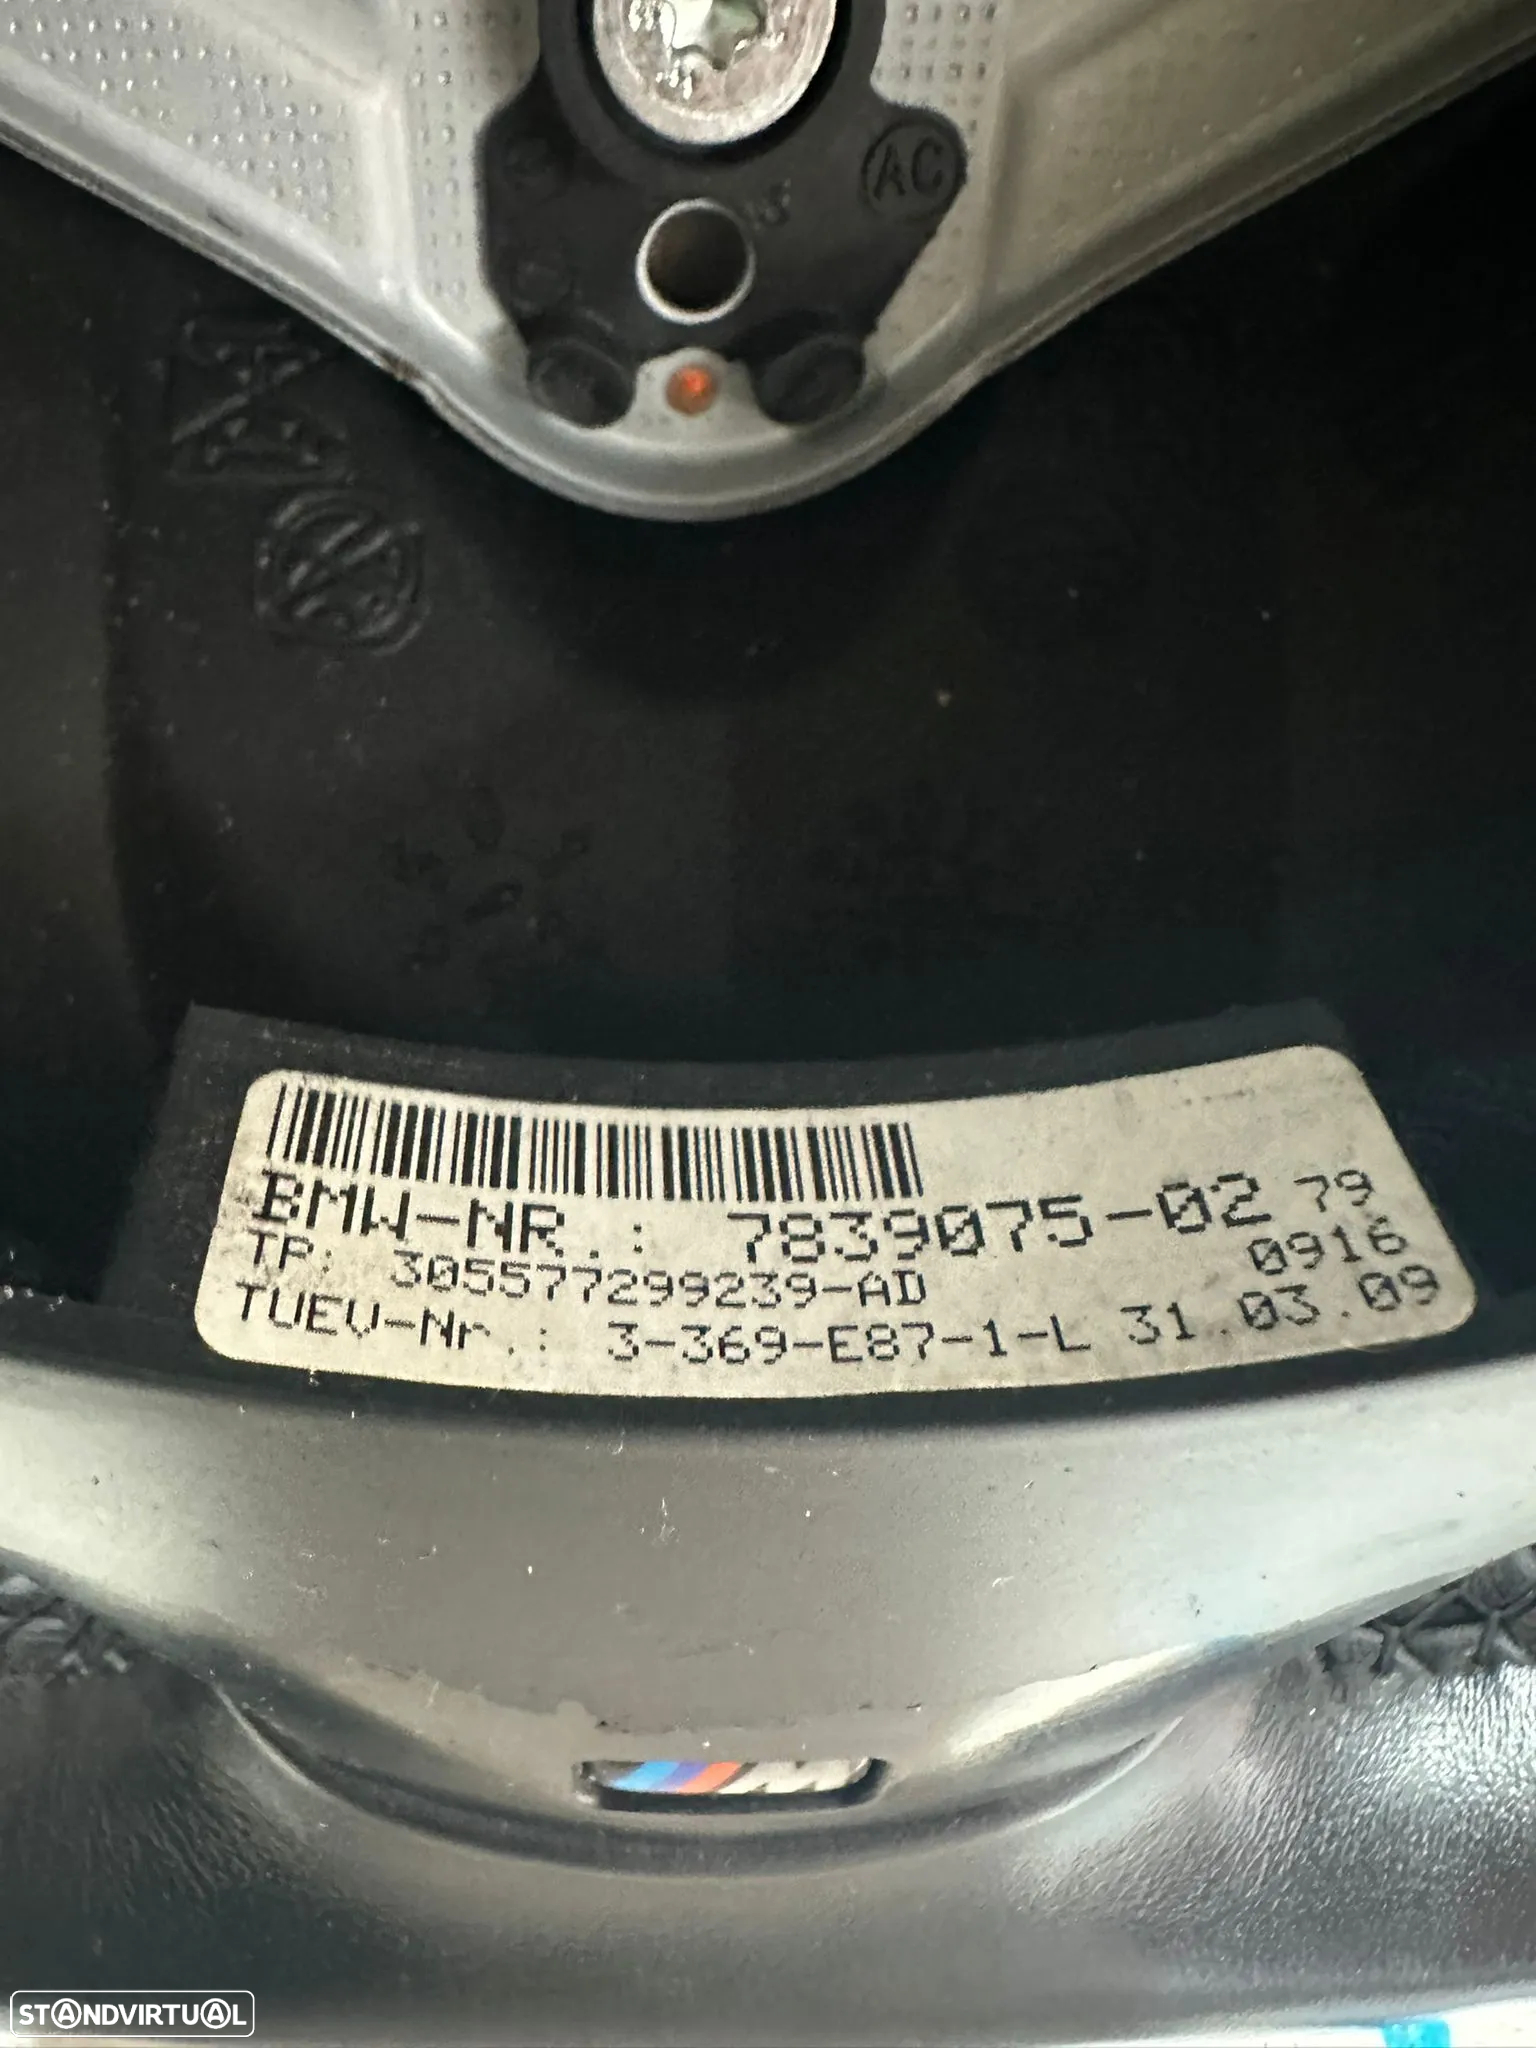 AC
BMW-NR.: 7839075-02 79
TP: 305577299239-AD 0916
TUEV-Nr.: 3-369-E87-1-L 31.03.09
M
STANDVIRTUAL